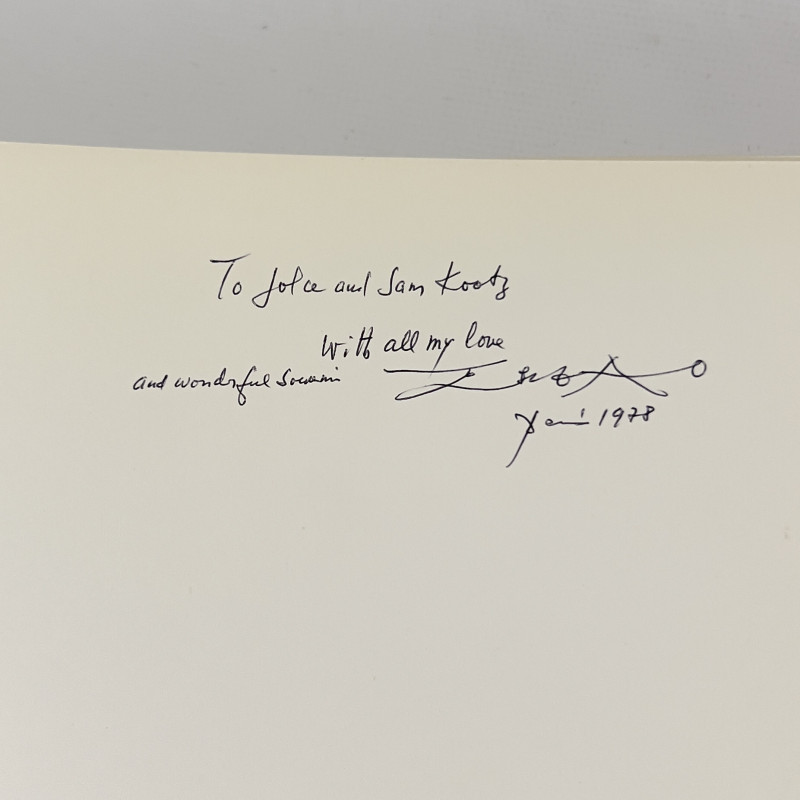 To Jolce and Sam Kootz
With all my love
and wonderful Souvenir
Paris 1978